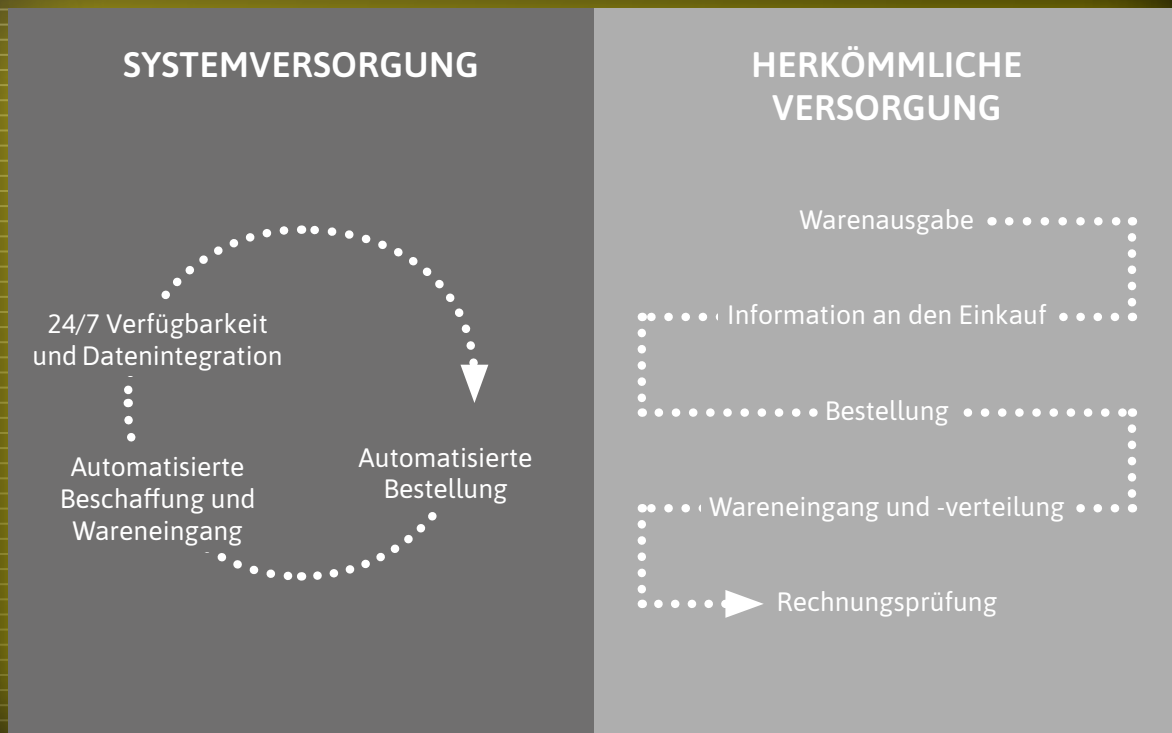 SYSTEMVERSORGUNG
24/7 Verfügbarkeit
und Datenintegration
Automatisierte
Beschaffung und
Wareneingang
Automatisierte
Bestellung
HERKÖMMLICHE
VERSORGUNG
Warenausgabe
Information an den Einkauf
Bestellung
Wareneingang und -verteilung
Rechnungsprüfung